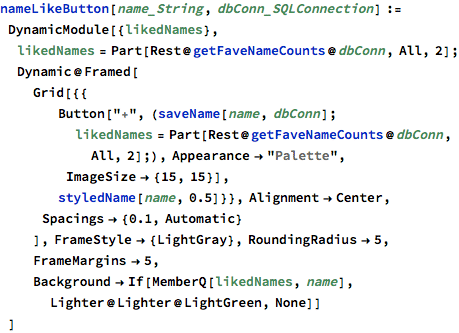 nameLikeButton[name_String, dbConn_SQLConnection] :=
DynamicModule[{likedNames},
likedNames = Part[Rest@getFaveNameCounts@dbConn, All, 2];
Dynamic@Framed[
Grid[{{
Button["+", (saveName[name, dbConn];
likedNames = Part[Rest@getFaveNameCounts@dbConn,
All, 2];), Appearance → "Palette",
ImageSize → {15, 15}],
styledName[name, 0.5]}}, Alignment → Center,
Spacings → {0.1, Automatic}
], FrameStyle → {LightGray}, RoundingRadius → 5,
FrameMargins → 5,
Background → If[MemberQ[likedNames, name],
Lighter@Lighter@LightGreen, None]]
]